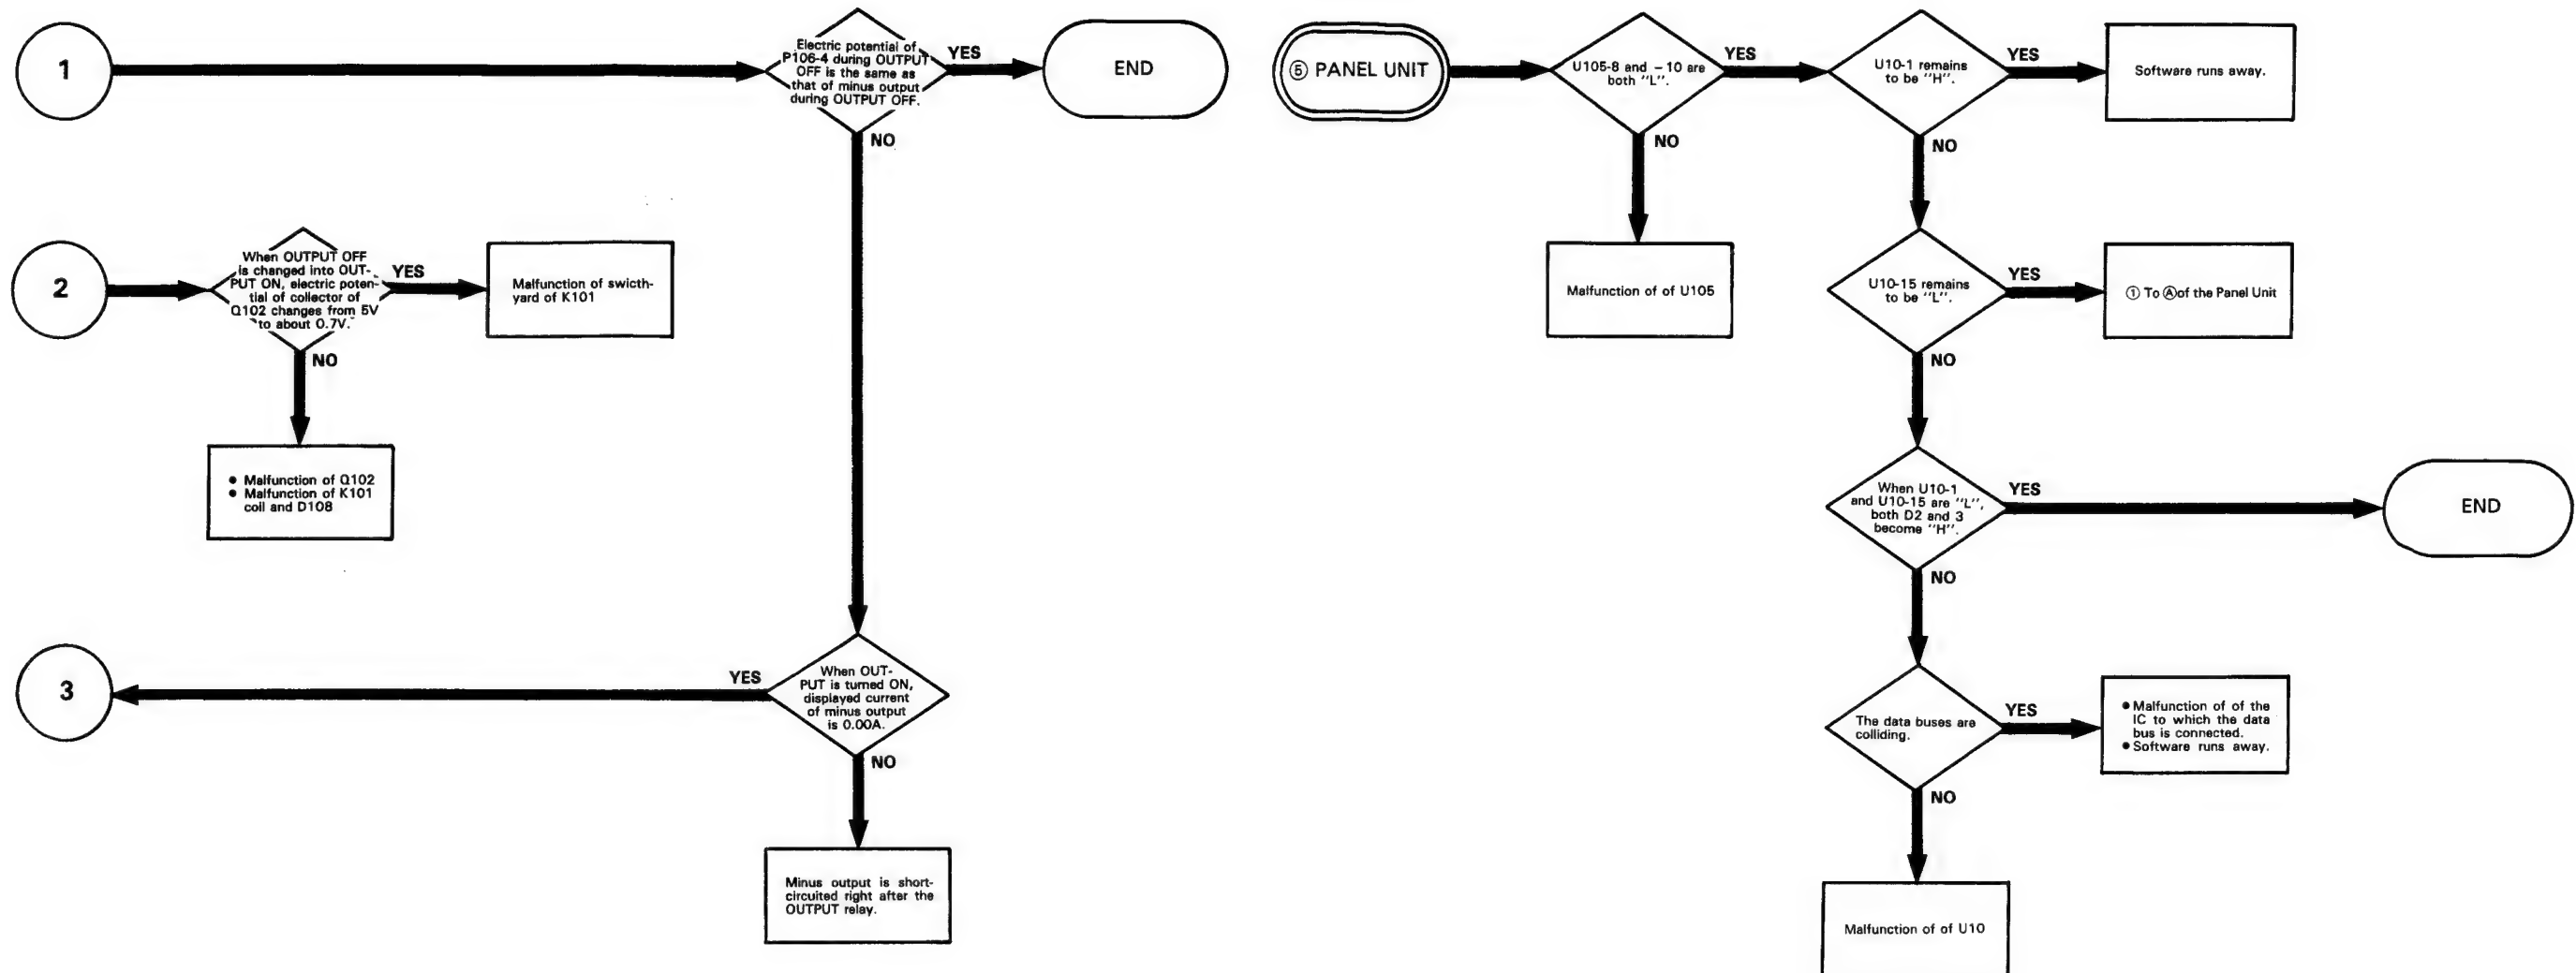 1
Electric potential of
P106-4 during OUTPUT
OFF is the same as
that of minus output
during OUTPUT OFF.
YES
END
NO
2
When OUTPUT OFF
is changed into OUT-
PUT ON, electric poten-
tial of collector of
Q102 changes from 5V
to about 0.7V.
YES
Malfunction of swicth-
yard of K101
NO
● Malfunction of Q102
● Malfunction of K101
coil and D108
When OUT-
PUT is turned ON,
displayed current
of minus output
is 0.00A.
YES
3
NO
Minus output is short-
circuited right after the
OUTPUT relay.
⑤ PANEL UNIT
U105-8 and −10 are
both "L".
YES
NO
Malfunction of of U105
U10-1 remains
to be "H".
YES
Software runs away.
NO
U10-15 remains
to be "L".
YES
① To Ⓐof the Panel Unit
NO
When U10-1
and U10-15 are "L",
both D2 and 3
become "H".
YES
END
NO
The data buses are
colliding.
YES
● Malfunction of of the
IC to which the data
bus is connected.
● Software runs away.
NO
Malfunction of of U10